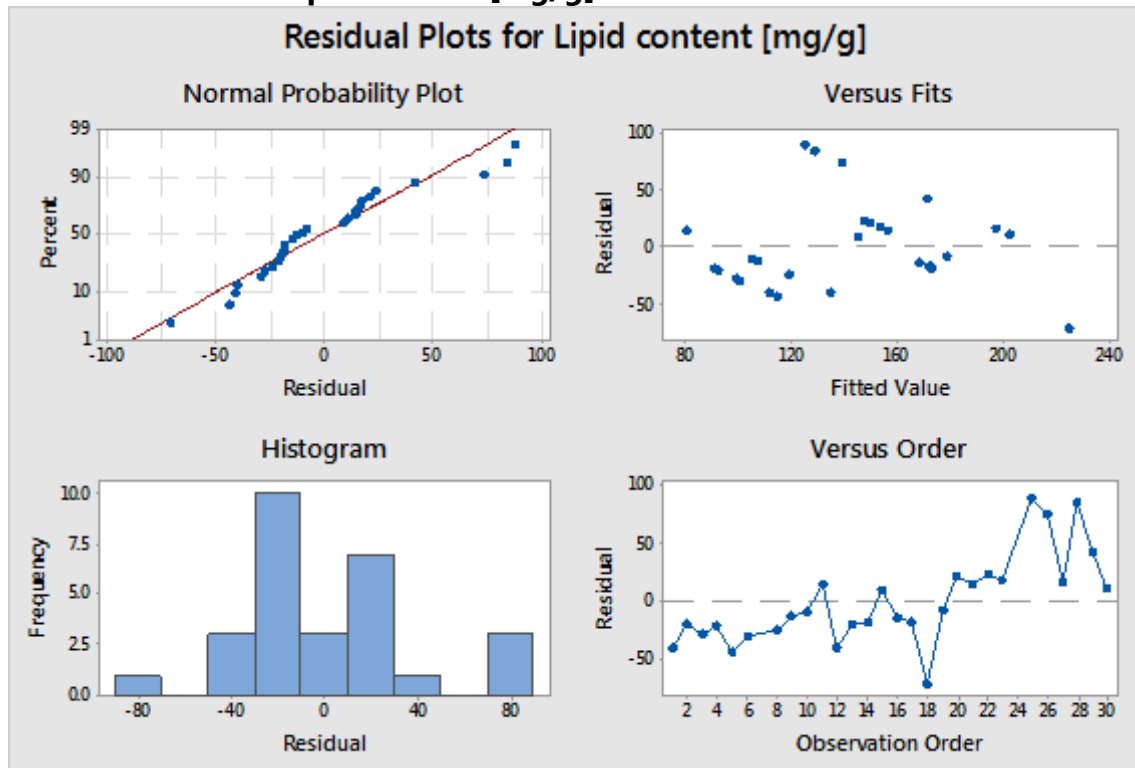 Residual Plots for Lipid content [mg/g]
Normal Probability Plot
99
90
50
10
1
Percent
-100 -50 0 50 100
Residual
Versus Fits
100
50
0
-50
Residual
80 120 160 200 240
Fitted Value
Histogram
10.0
7.5
5.0
2.5
0.0
Frequency
-80 -40 0 40 80
Residual
Versus Order
100
50
0
-50
Residual
2 4 6 8 10 12 14 16 18 20 22 24 26 28 30
Observation Order